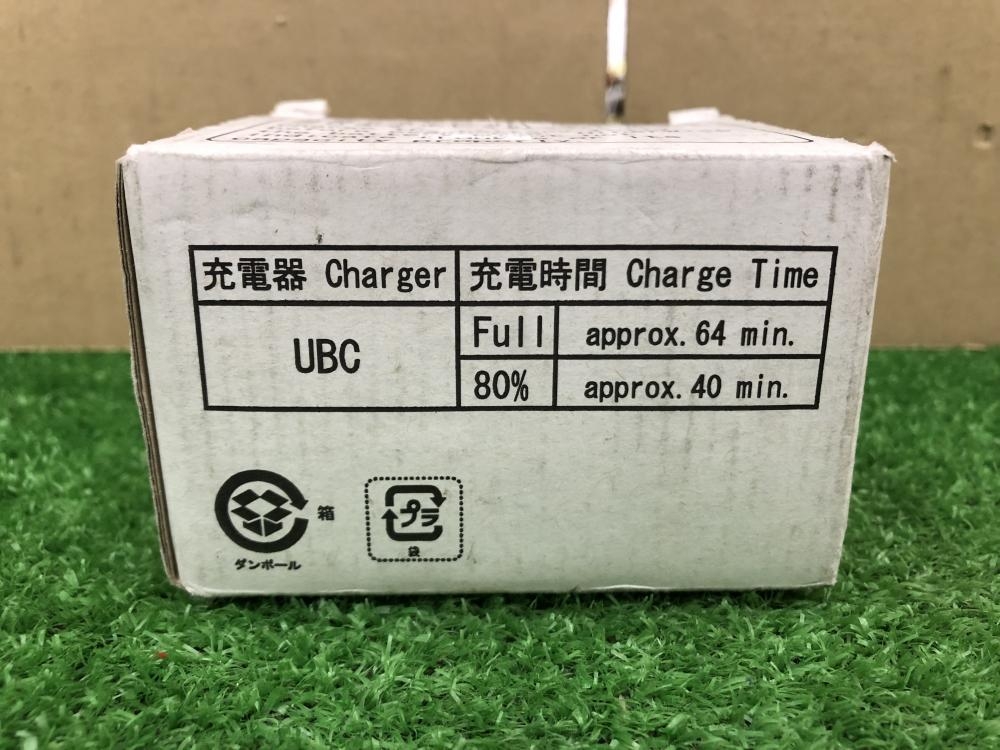 充電器 Charger 充電時間 Charge Time
UBC
Full approx. 64 min.
80% approx. 40 min.
箱
ダンボール
プラ
袋